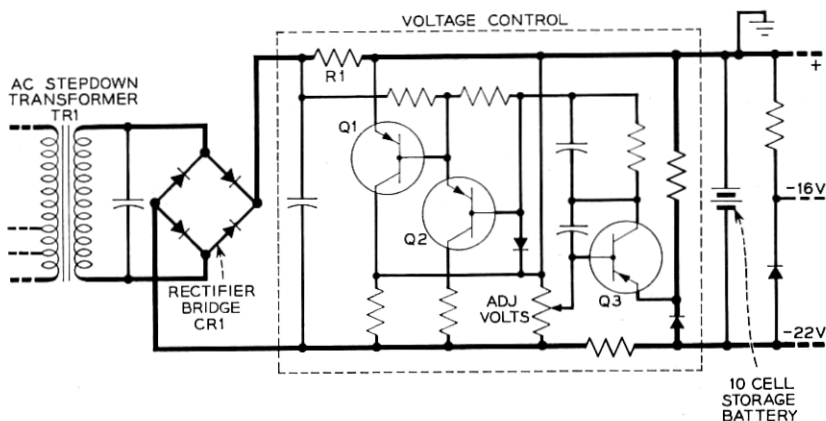 VOLTAGE CONTROL
AC STEPDOWN
TRANSFORMER
TR1
R1
+
Q1
Q2
Q3
-16V
RECTIFIER
BRIDGE
CR1
ADJ
VOLTS
-22V
10 CELL
STORAGE
BATTERY